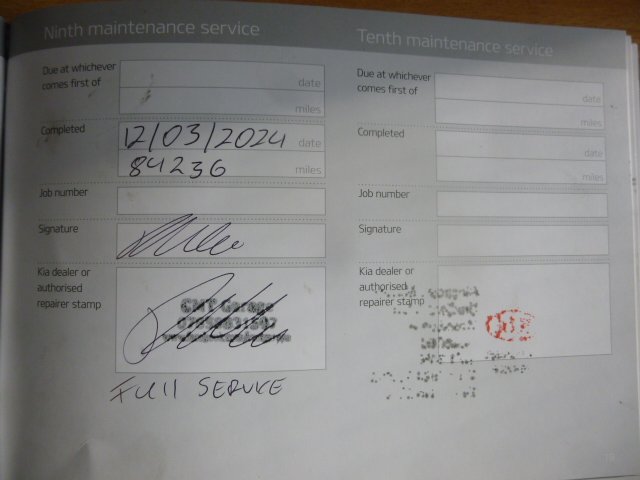 Ninth maintenance service
Due at whichever
comes first of
date
miles
Completed
12/03/2024 date
84236 miles
Job number
Signature
Kia dealer or
authorised
repairer stamp
CMT Garage
FUll SERVICE
Tenth maintenance service
Due at whichever
comes first of
date
miles
Completed
date
miles
Job number
Signature
Kia dealer or
authorised
repairer stamp